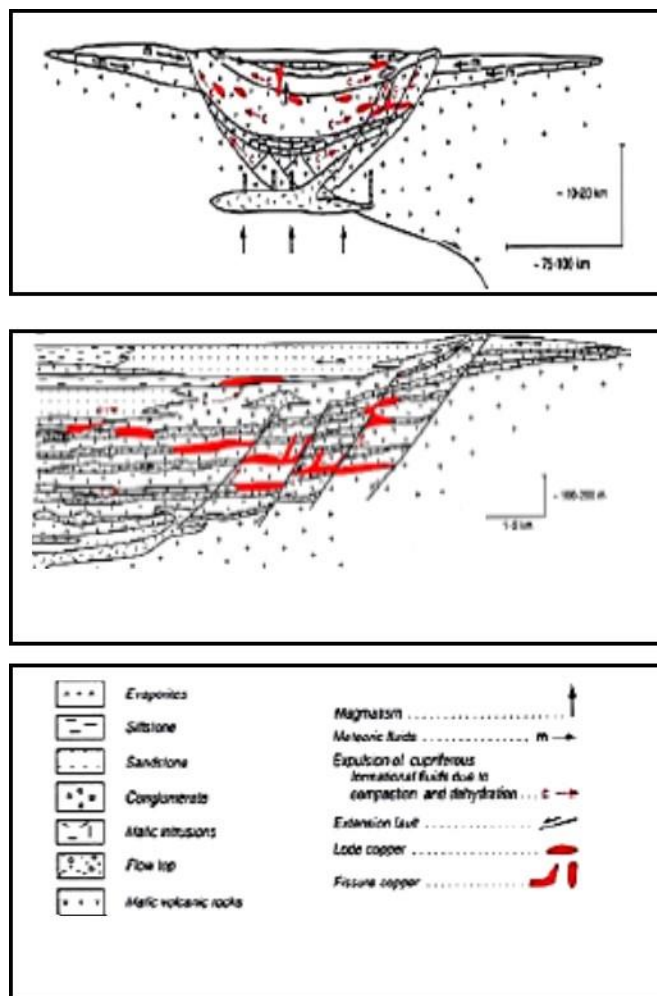 m
m
m
c
c
c
c
c
c
~ 10-20 km
~ 75-100 km
m
~ 100-200 m
1-5 km
Evaporites
Siltstone
Sandstone
Conglomerate
Mafic intrusions
Flow top
Mafic volcanic rocks
Magmatism
Meteoric fluids m
Expulsion of cupriferous
formational fluids due to
compaction and dehydration c
Extension fault
Lode copper
Fissure copper